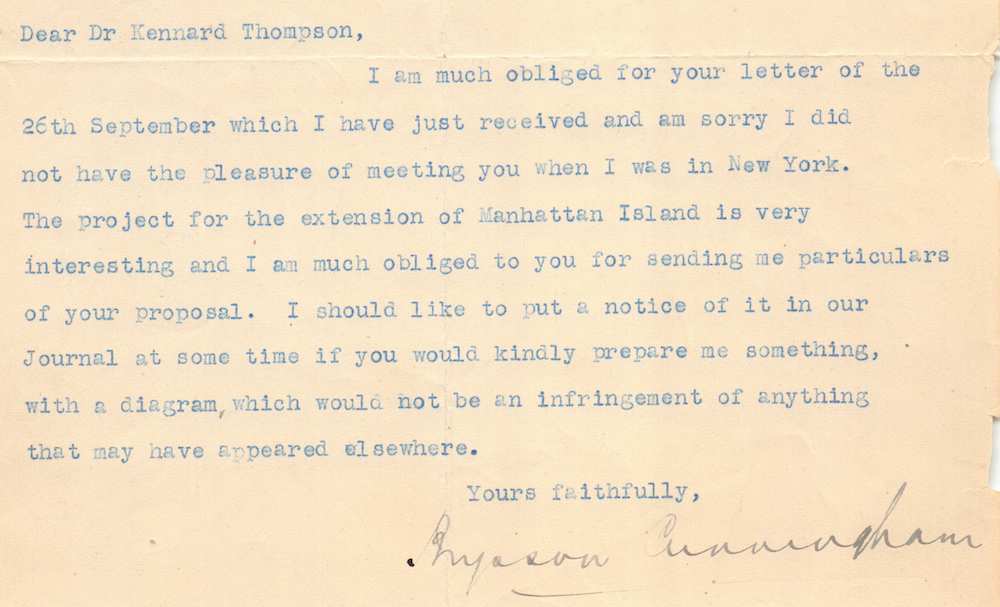 Dear Dr Kennard Thompson,
I am much obliged for your letter of the
26th September which I have just received and am sorry I did
not have the pleasure of meeting you when I was in New York.
The project for the extension of Manhattan Island is very
interesting and I am much obliged to you for sending me particulars
of your proposal. I should like to put a notice of it in our
Journal at some time if you would kindly prepare me something,
with a diagram, which would not be an infringement of anything
that may have appeared elsewhere.
Yours faithfully,
Brysson Cunningham